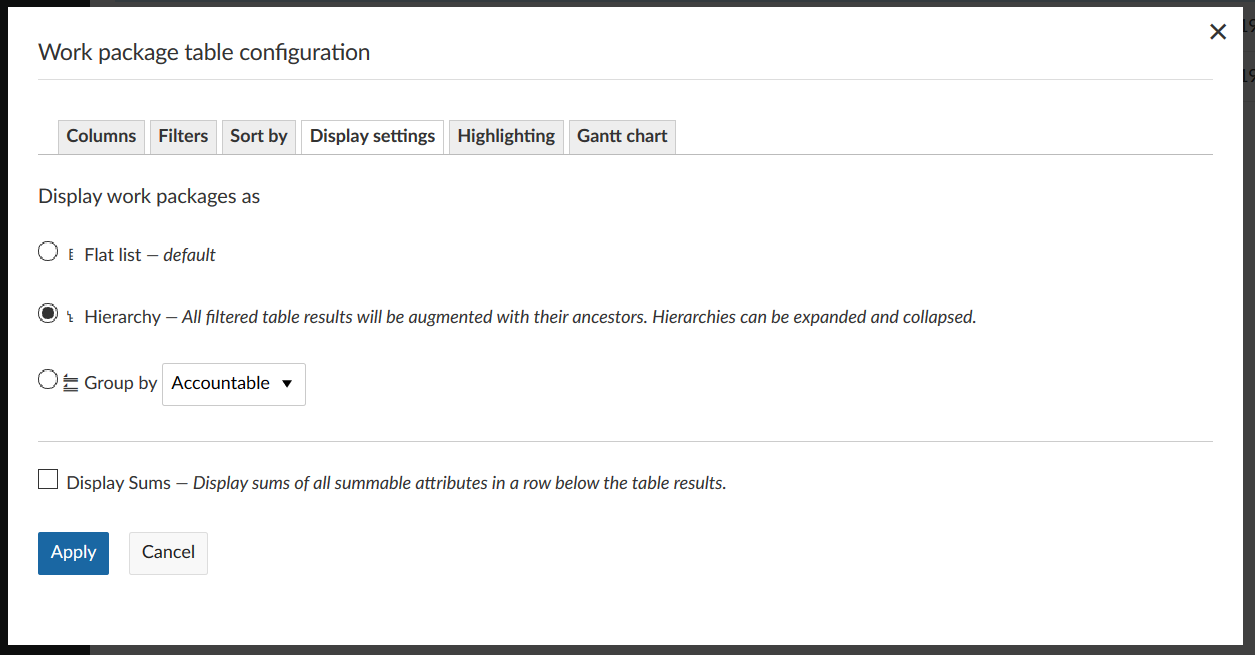 Work package table configuration
Columns Filters Sort by Display settings Highlighting Gantt chart
Display work packages as
Flat list – default
Hierarchy – All filtered table results will be augmented with their ancestors. Hierarchies can be expanded and collapsed.
Group by Accountable
Display Sums – Display sums of all summable attributes in a row below the table results.
Apply Cancel